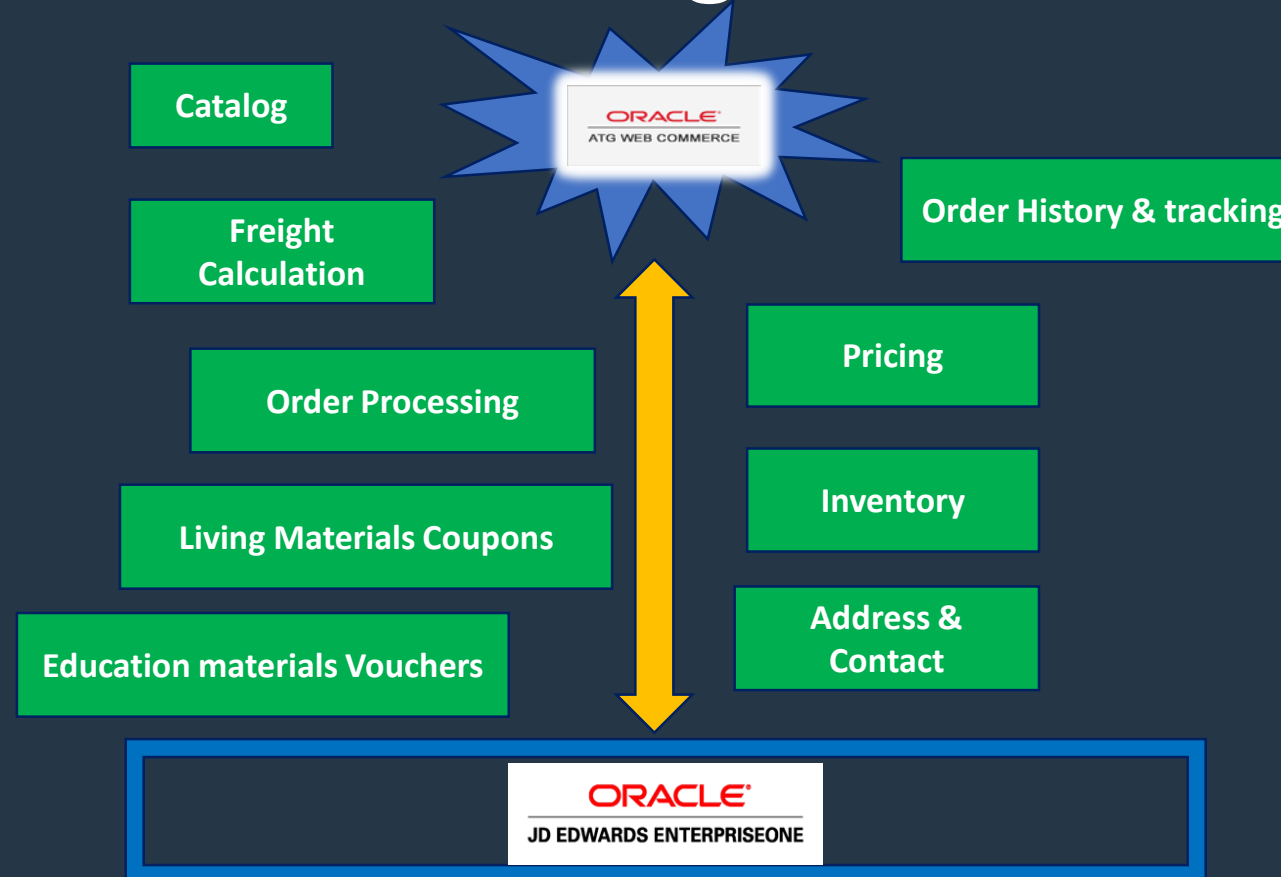 ORACLE
ATG WEB COMMERCE
Catalog
Order History & tracking
Freight
Calculation
Pricing
Order Processing
Inventory
Living Materials Coupons
Address &
Contact
Education materials Vouchers
ORACLE
JD EDWARDS ENTERPRISEONE